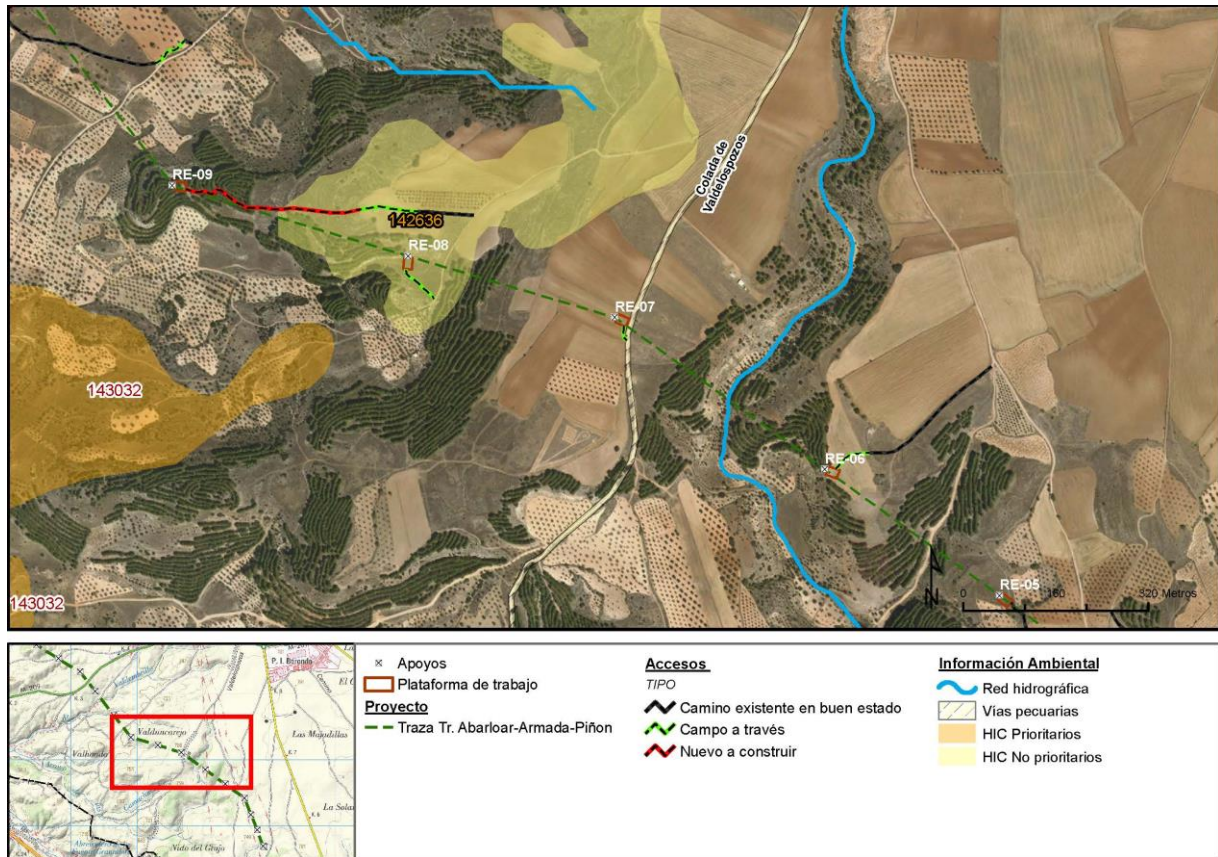 RE-09
142636
RE-08
Colada de
Valdelospozos
RE-07
143032
RE-06
143032
RE-05
N
0
160
320 Metros
P. I. Borondo
Valdoncarejo
Valhondo
Las Majadillas
La Solan
Nido del Grajo
Apoyos
Plataforma de trabajo
Proyecto
Traza Tr. Abarloar-Armada-Piñon
Accesos
TIPO
Camino existente en buen estado
Campo a través
Nuevo a construir
Información Ambiental
Red hidrográfica
Vías pecuarias
HIC Prioritarios
HIC No prioritarios